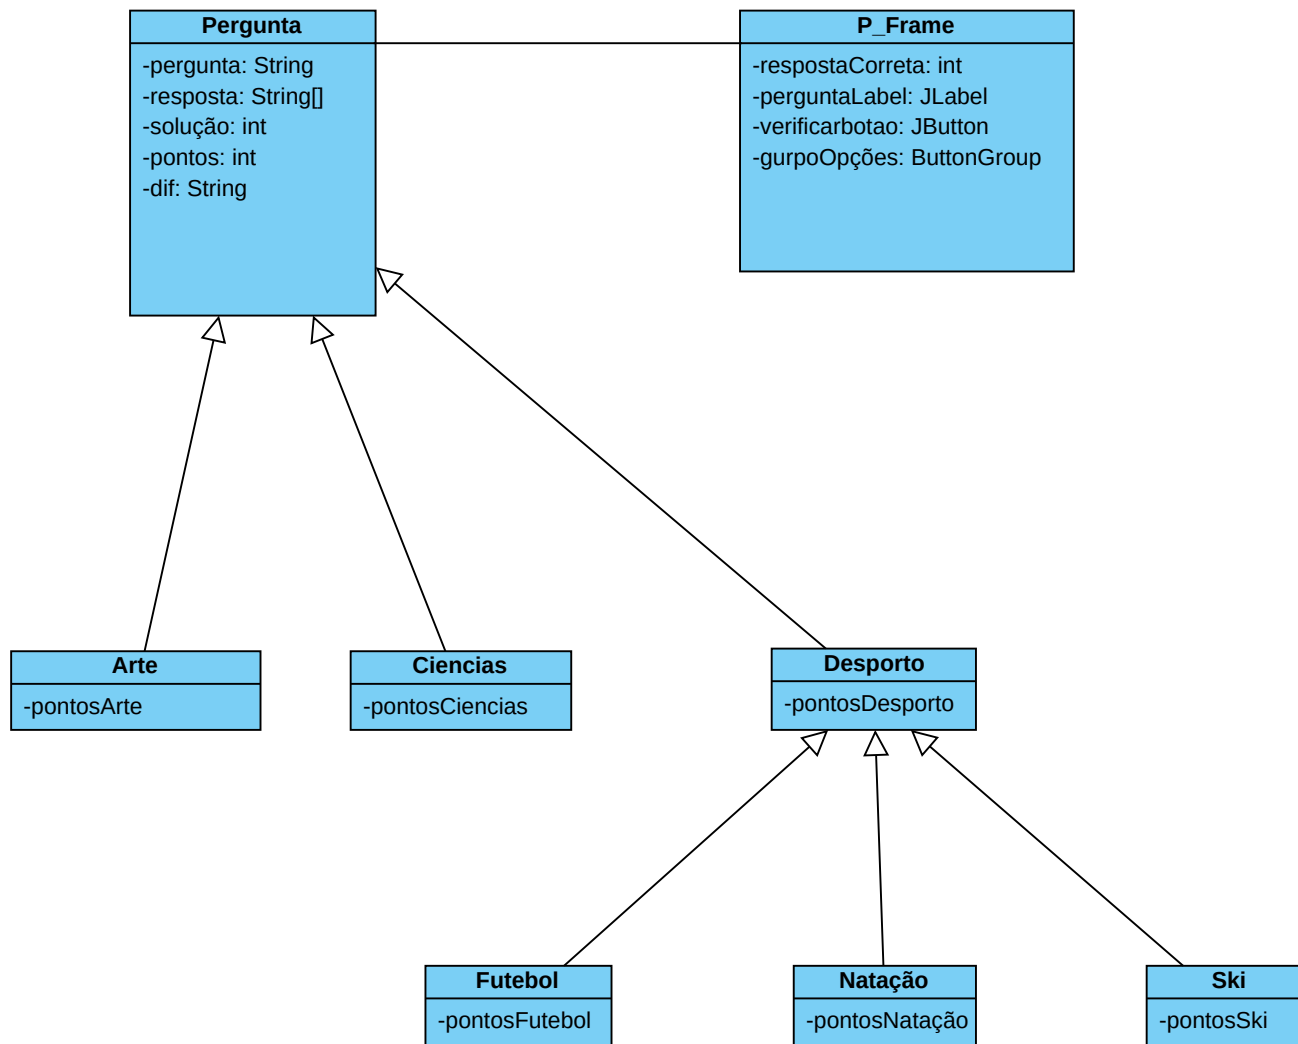 Pergunta
-pergunta: String
-resposta: String[]
-solução: int
-pontos: int
-dif: String
P_Frame
-respostaCorreta: int
-perguntaLabel: JLabel
-verificarbotao: JButton
-gurpoOpções: ButtonGroup
Arte
-pontosArte
Ciencias
-pontosCiencias
Desporto
-pontosDesporto
Futebol
-pontosFutebol
Natação
-pontosNatação
Ski
-pontosSki